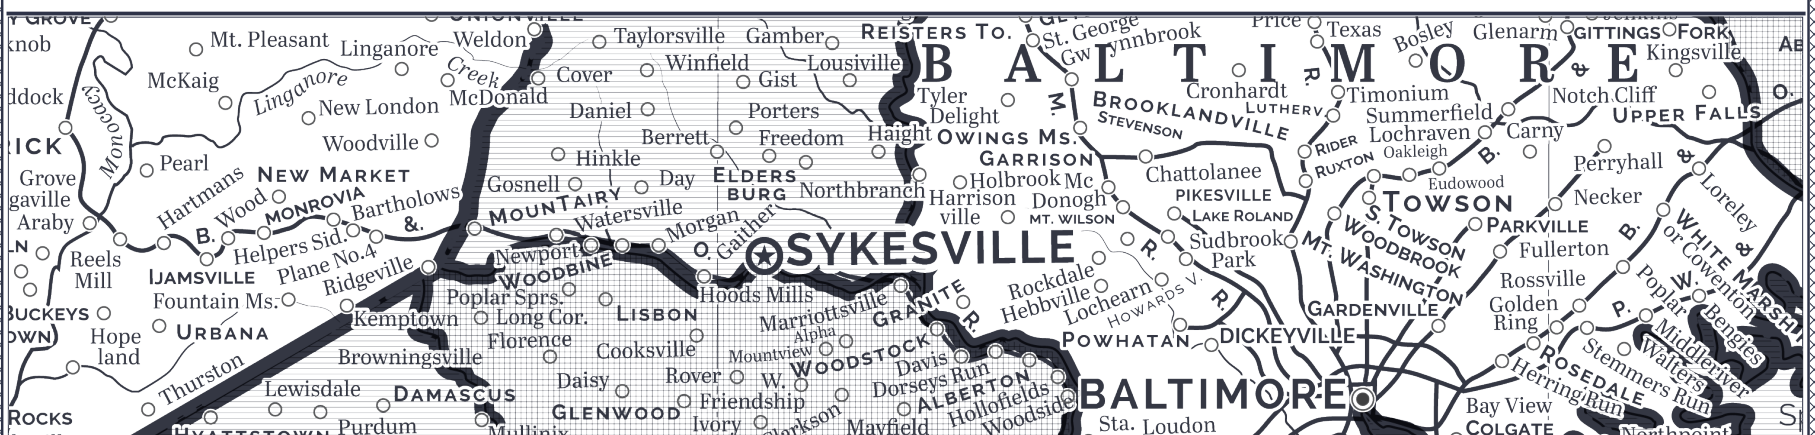 Y GROVE
knob
Mt. Pleasant
Linganore
Weldon
UNIONVILLE
Taylorsville
Gamber
REISTERS TO.
St. George
Gwynnbrook
Price
Texas
Bosley
Glenarm
GITTINGS
FORK
Kingsville
McKaig
Linganore
Creek
Cover
Winfield
Gist
Lousiville
BALTIMORE
ddock
Monocacy
New London
McDonald
Daniel
Porters
Tyler
Delight
M.
BROOKLANDVILLE
STEVENSON
Cronhardt
LUTHERV.
R.
Timonium
Summerfield
Notch Cliff
&
UPPER FALLS
O.
RICK
Woodville
Berrett
Freedom
Haight
OWINGS MS.
Lochraven
Carny
Pearl
Hinkle
GARRISON
RIDER
RUXTON
Oakleigh
B.
Perryhall
&
Grove
gaville
Hartmans
NEW MARKET
Gosnell
Day
ELDERS
BURG
Northbranch
Holbrook
Mc
Donogh
Chattolanee
PIKESVILLE
Eudowood
TOWSON
Necker
Loreley
Araby
Wood
MONROVIA
Bartholows
MOUNTAIRY
Watersville
Harrison
ville
MT. WILSON
LAKE ROLAND
S. TOWSON
PARKVILLE
B.
&
.N
Reels
Mill
B.
Helpers Sid.
&.
Morgan
O.
Gaither
SYKESVILLE
R.
Sudbrook
Park
MT. WASHINGTON
WOODBROOK
Fullerton
WHITE MARSH
or Cowenton
IJAMSVILLE
Plane No.4
Ridgeville
Newport
WOODBINE
Rockdale
Hebbville
Lochearn
HOWARDS V.
R.
Rossville
Poplar
W.
Fountain Ms.
Poplar Sprs.
Hoods Mills
Marriottsville
GRANITE
GARDENVILLE
Golden
Ring
P.
Bengies
BUCKEYS
OWN
Hope
land
URBANA
Kemptown
Long Cor.
LISBON
Alpha
R.
POWHATAN
DICKEYVILLE
Middleriver
Florence
Cooksville
Mountview
WOODSTOCK
Stemmers Run
Walters
Browningsville
Rover
W.
Friendship
Davis
Dorseys Run
ROSEDALE
Thurston
Lewisdale
DAMASCUS
Daisy
ALBERTON
BALTIMORE
Herring Run
ROCKS
GLENWOOD
Hollofields
Woodside
Bay View
COLGATE
HYATTSTOWN
Purdum
Mullinix
Ivory
Clarkson
Mayfield
Sta.
Loudon
Northpoint